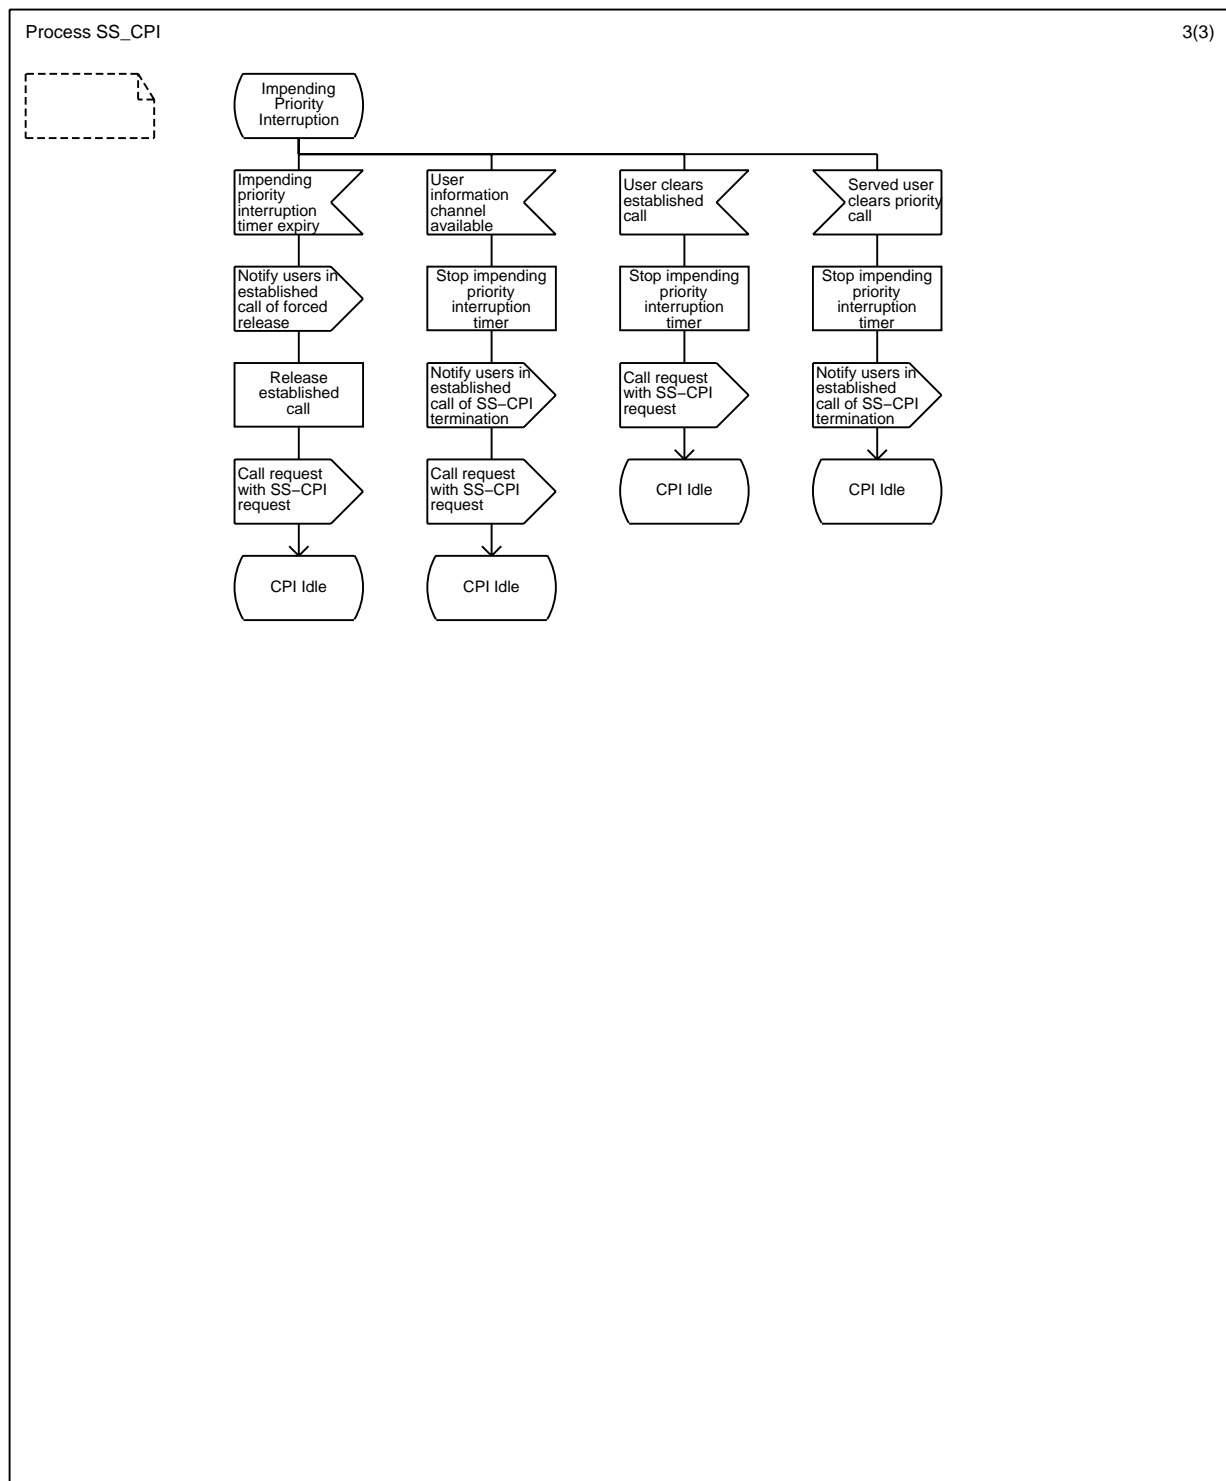 Process SS_CPI
3(3)
Impending
Priority
Interruption
Impending
priority
interruption
timer expiry
User
information
channel
available
User clears
established
call
Served user
clears priority
call
Notify users in
established
call of forced
release
Stop impending
priority
interruption
timer
Stop impending
priority
interruption
timer
Stop impending
priority
interruption
timer
Release
established
call
Notify users in
established
call of SS−CPI
termination
Call request
with SS−CPI
request
Notify users in
established
call of SS−CPI
termination
Call request
with SS−CPI
request
Call request
with SS−CPI
request
CPI Idle
CPI Idle
CPI Idle
CPI Idle